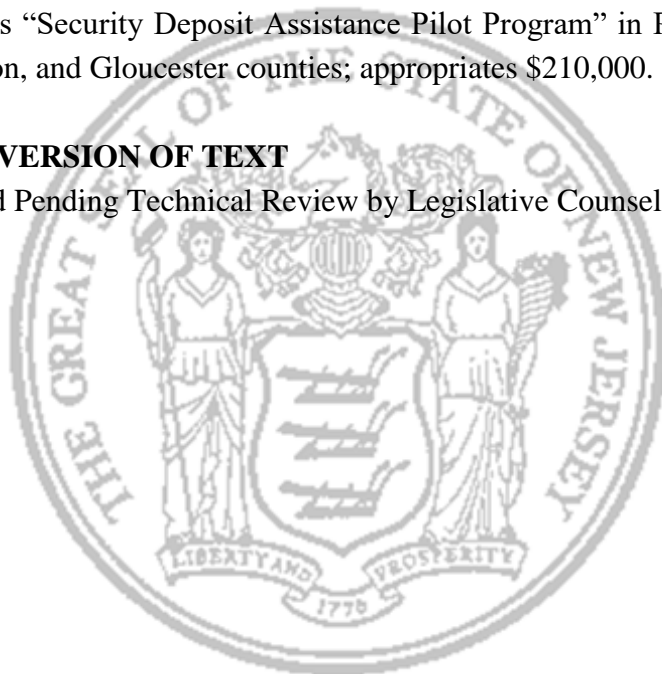 s “Security Deposit Assistance Pilot Program” in
on, and Gloucester counties; appropriates $210,000.
VERSION OF TEXT
d Pending Technical Review by Legislative Counsel
THE GREAT SEAL OF THE STATE OF NEW JERSEY
LIBERTY AND PROSPERITY
1776